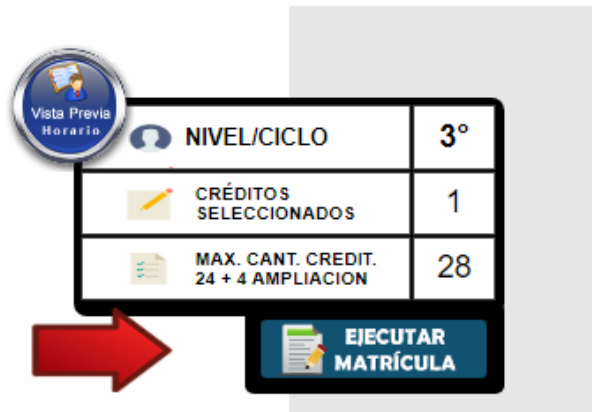 Vista Previa
Horario
NIVEL/CICLO
3°
CRÉDITOS
SELECCIONADOS
1
MAX. CANT. CREDIT.
24 + 4 AMPLIACION
28
EJECUTAR
MATRÍCULA